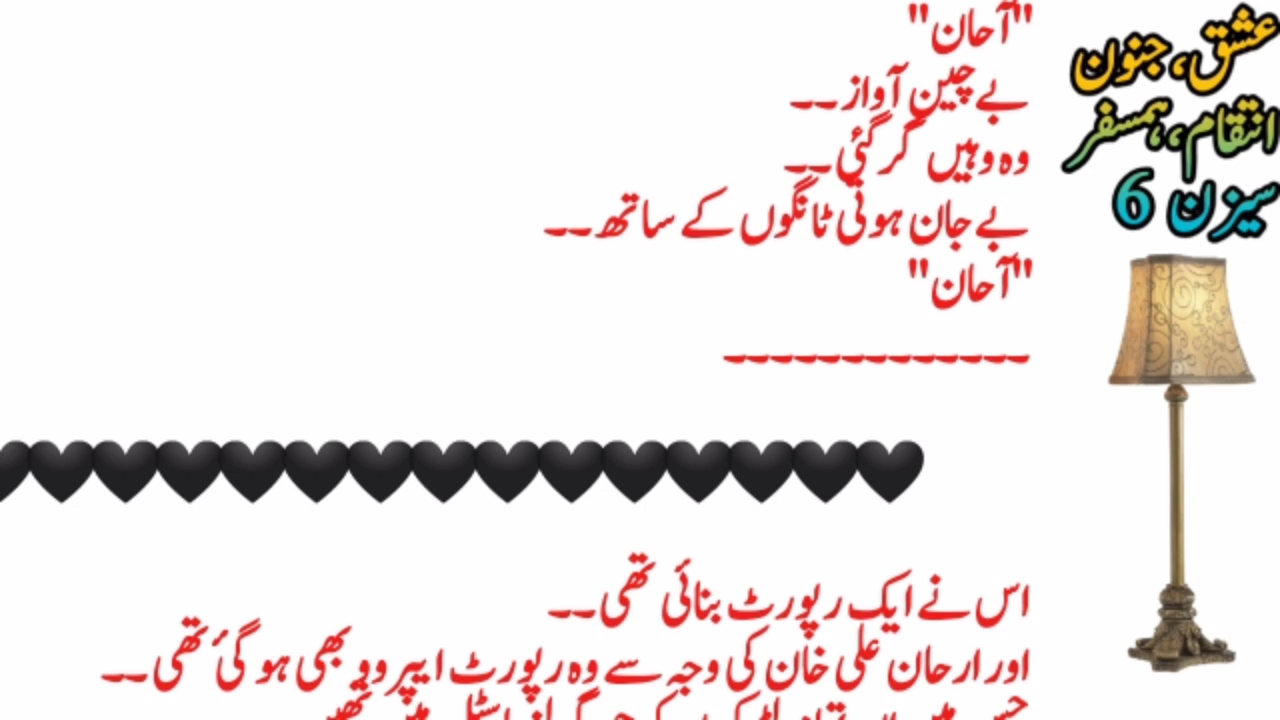 "آحان"
بے چین آواز۔۔
وہ وہیں گر گئی۔۔
بے جان ہوتی ٹانگوں کے ساتھ۔۔
"آحان"
۔۔۔۔۔۔۔۔۔۔۔۔۔
اس نے ایک رپورٹ بنائی تھی۔۔
اور ارحان علی خان کی وجہ سے وہ رپورٹ ایپروو بھی ہو گئ تھی۔۔
عشق، جنون
انتقام، ہمسفر
سیزن 6